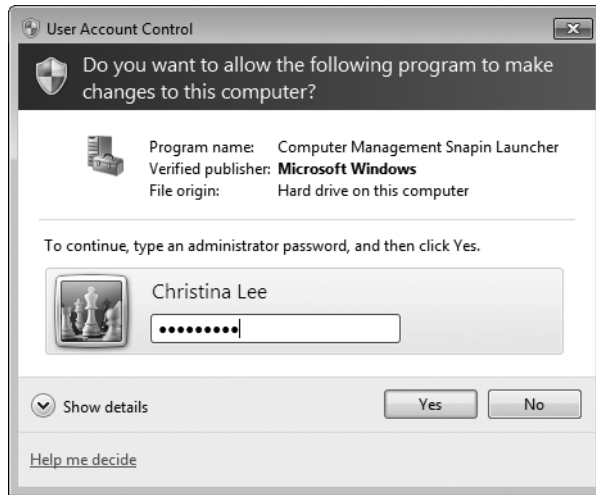 User Account Control
Do you want to allow the following program to make
changes to this computer?
Program name: Computer Management Snapin Launcher
Verified publisher: Microsoft Windows
File origin: Hard drive on this computer
To continue, type an administrator password, and then click Yes.
Christina Lee
•••••••••
Show details
Yes
No
Help me decide